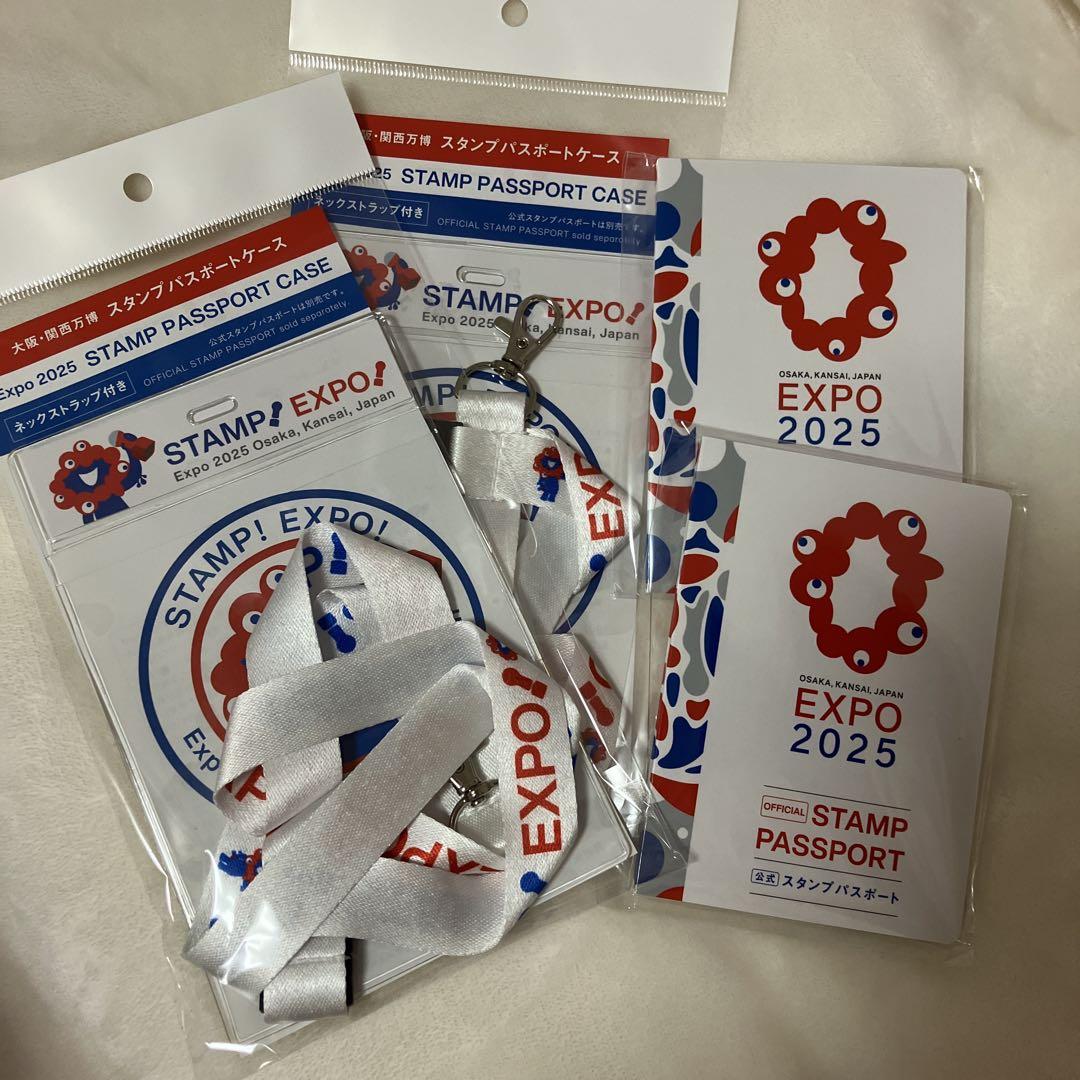 大阪・関西万博 スタンプパスポートケース
Expo 2025 STAMP PASSPORT CASE
ネックストラップ付き
公式スタンプパスポートは別売です。
OFFICIAL STAMP PASSPORT sold separately.
STAMP! EXPO!
Expo 2025 Osaka, Kansai, Japan
STAMP! EXPO!
Exp
EXPO!
阪・関西万博 スタンプパスポートケース
25 STAMP PASSPORT CASE
ネックストラップ付き
公式スタンプパスポートは別売です。
OFFICIAL STAMP PASSPORT sold separately.
STAMP! EXPO!
Expo 2025 Kansai, Japan
EXP
OSAKA, KANSAI, JAPAN
EXPO
2025
OSAKA, KANSAI, JAPAN
EXPO
2025
OFFICIAL STAMP
PASSPORT
公式 スタンプパスポート